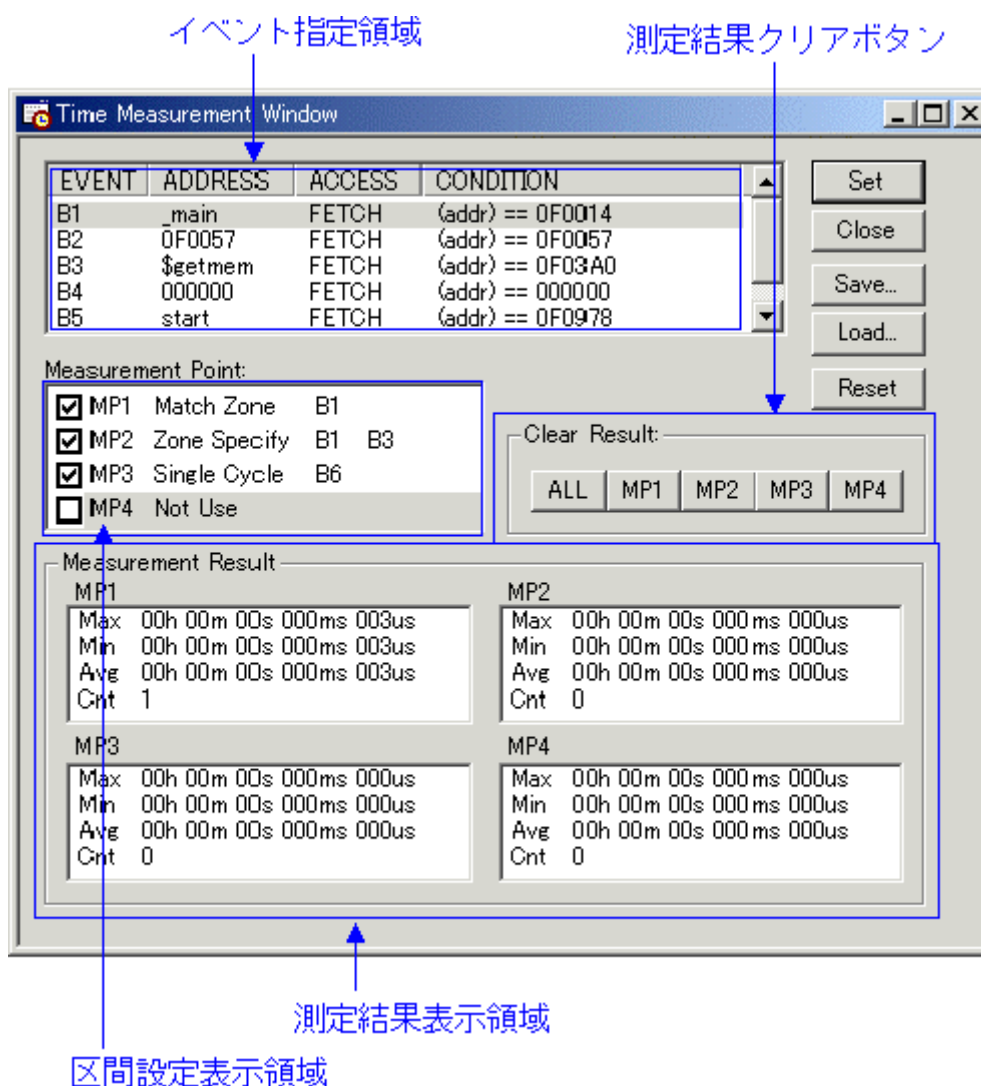 イベント指定領域
測定結果クリアボタン
Time Measurement Window
EVENT ADDRESS ACCESS CONDITION
B1 _main FETCH (addr) == 0F0014
B2 0F0057 FETCH (addr) == 0F0057
B3 $getmem FETCH (addr) == 0F03A0
B4 000000 FETCH (addr) == 000000
B5 start FETCH (addr) == 0F0978
Set
Close
Save...
Load...
Reset
Measurement Point:
MP1 Match Zone B1
MP2 Zone Specify B1 B3
MP3 Single Cycle B6
MP4 Not Use
Clear Result:
ALL MP1 MP2 MP3 MP4
Measurement Result
MP1
Max 00h 00m 00s 000ms 003us
Min 00h 00m 00s 000ms 003us
Avg 00h 00m 00s 000ms 003us
Cnt 1
MP2
Max 00h 00m 00s 000ms 000us
Min 00h 00m 00s 000ms 000us
Avg 00h 00m 00s 000ms 000us
Cnt 0
MP3
Max 00h 00m 00s 000ms 000us
Min 00h 00m 00s 000ms 000us
Avg 00h 00m 00s 000ms 000us
Cnt 0
MP4
Max 00h 00m 00s 000ms 000us
Min 00h 00m 00s 000ms 000us
Avg 00h 00m 00s 000ms 000us
Cnt 0
測定結果表示領域
区間設定表示領域